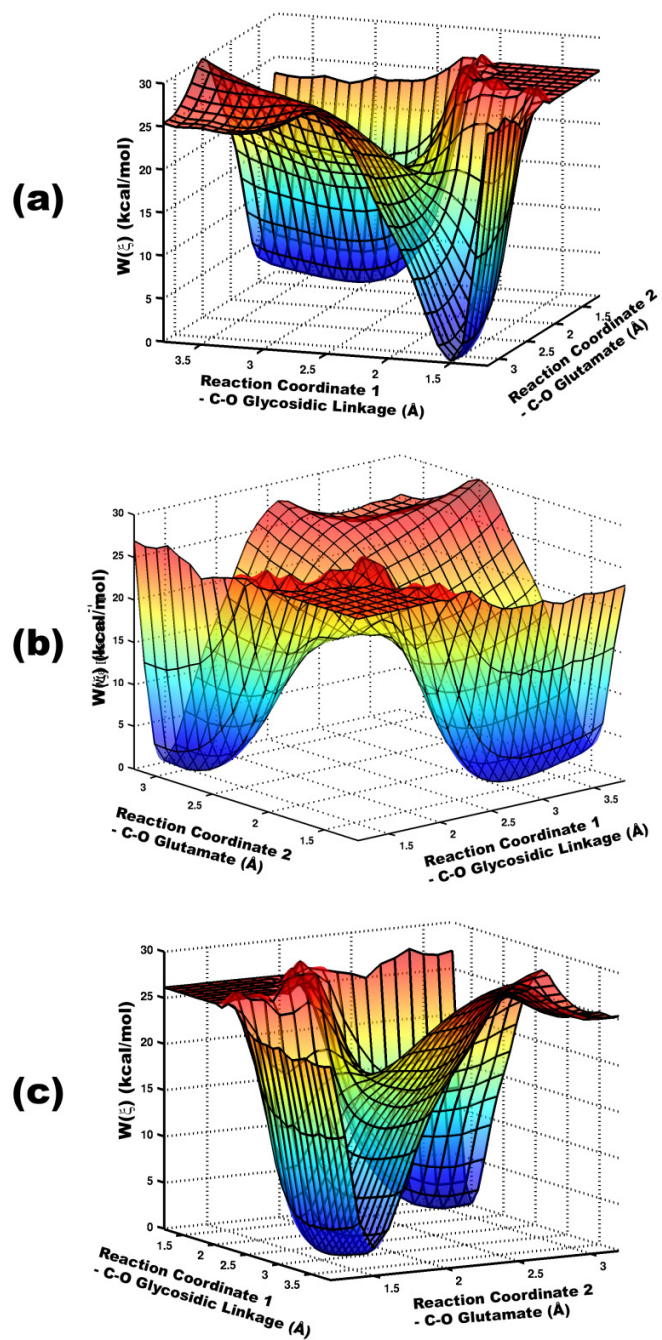 (a)
30
25
20
15
10
5
0
W(ξ) (kcal/mol)
3.5
3
2.5
2
1.5
Reaction Coordinate 1
- C-O Glycosidic Linkage (Å)
3
2.5
2
1.5
Reaction Coordinate 2
- C-O Glutamate (Å)
(b)
30
25
20
15
10
5
0
(kcal/mol)
3
2.5
2
1.5
Reaction Coordinate 2
- C-O Glutamate (Å)
1.5
2
2.5
3
3.5
Reaction Coordinate 1
- C-O Glycosidic Linkage (Å)
(c)
30
25
20
15
10
5
0
W(ξ) (kcal/mol)
1.5
2
2.5
3
3.5
Reaction Coordinate 1
- C-O Glycosidic Linkage (Å)
1.5
2
2.5
3
Reaction Coordinate 2
- C-O Glutamate (Å)